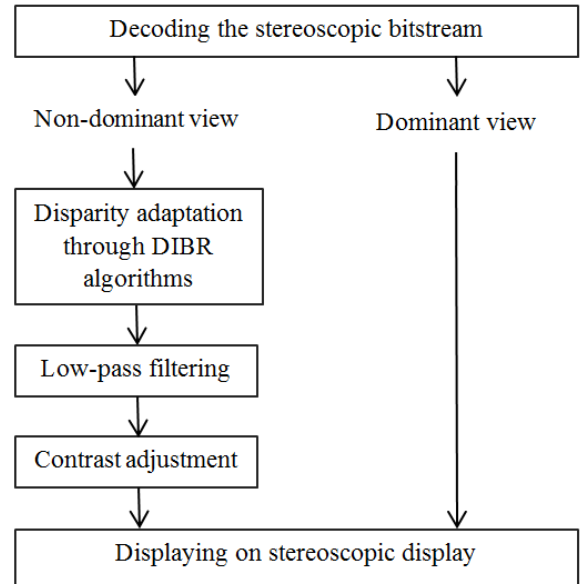 Decoding the stereoscopic bitstream
Non-dominant view
Dominant view
Disparity adaptation
through DIBR
algorithms
Low-pass filtering
Contrast adjustment
Displaying on stereoscopic display